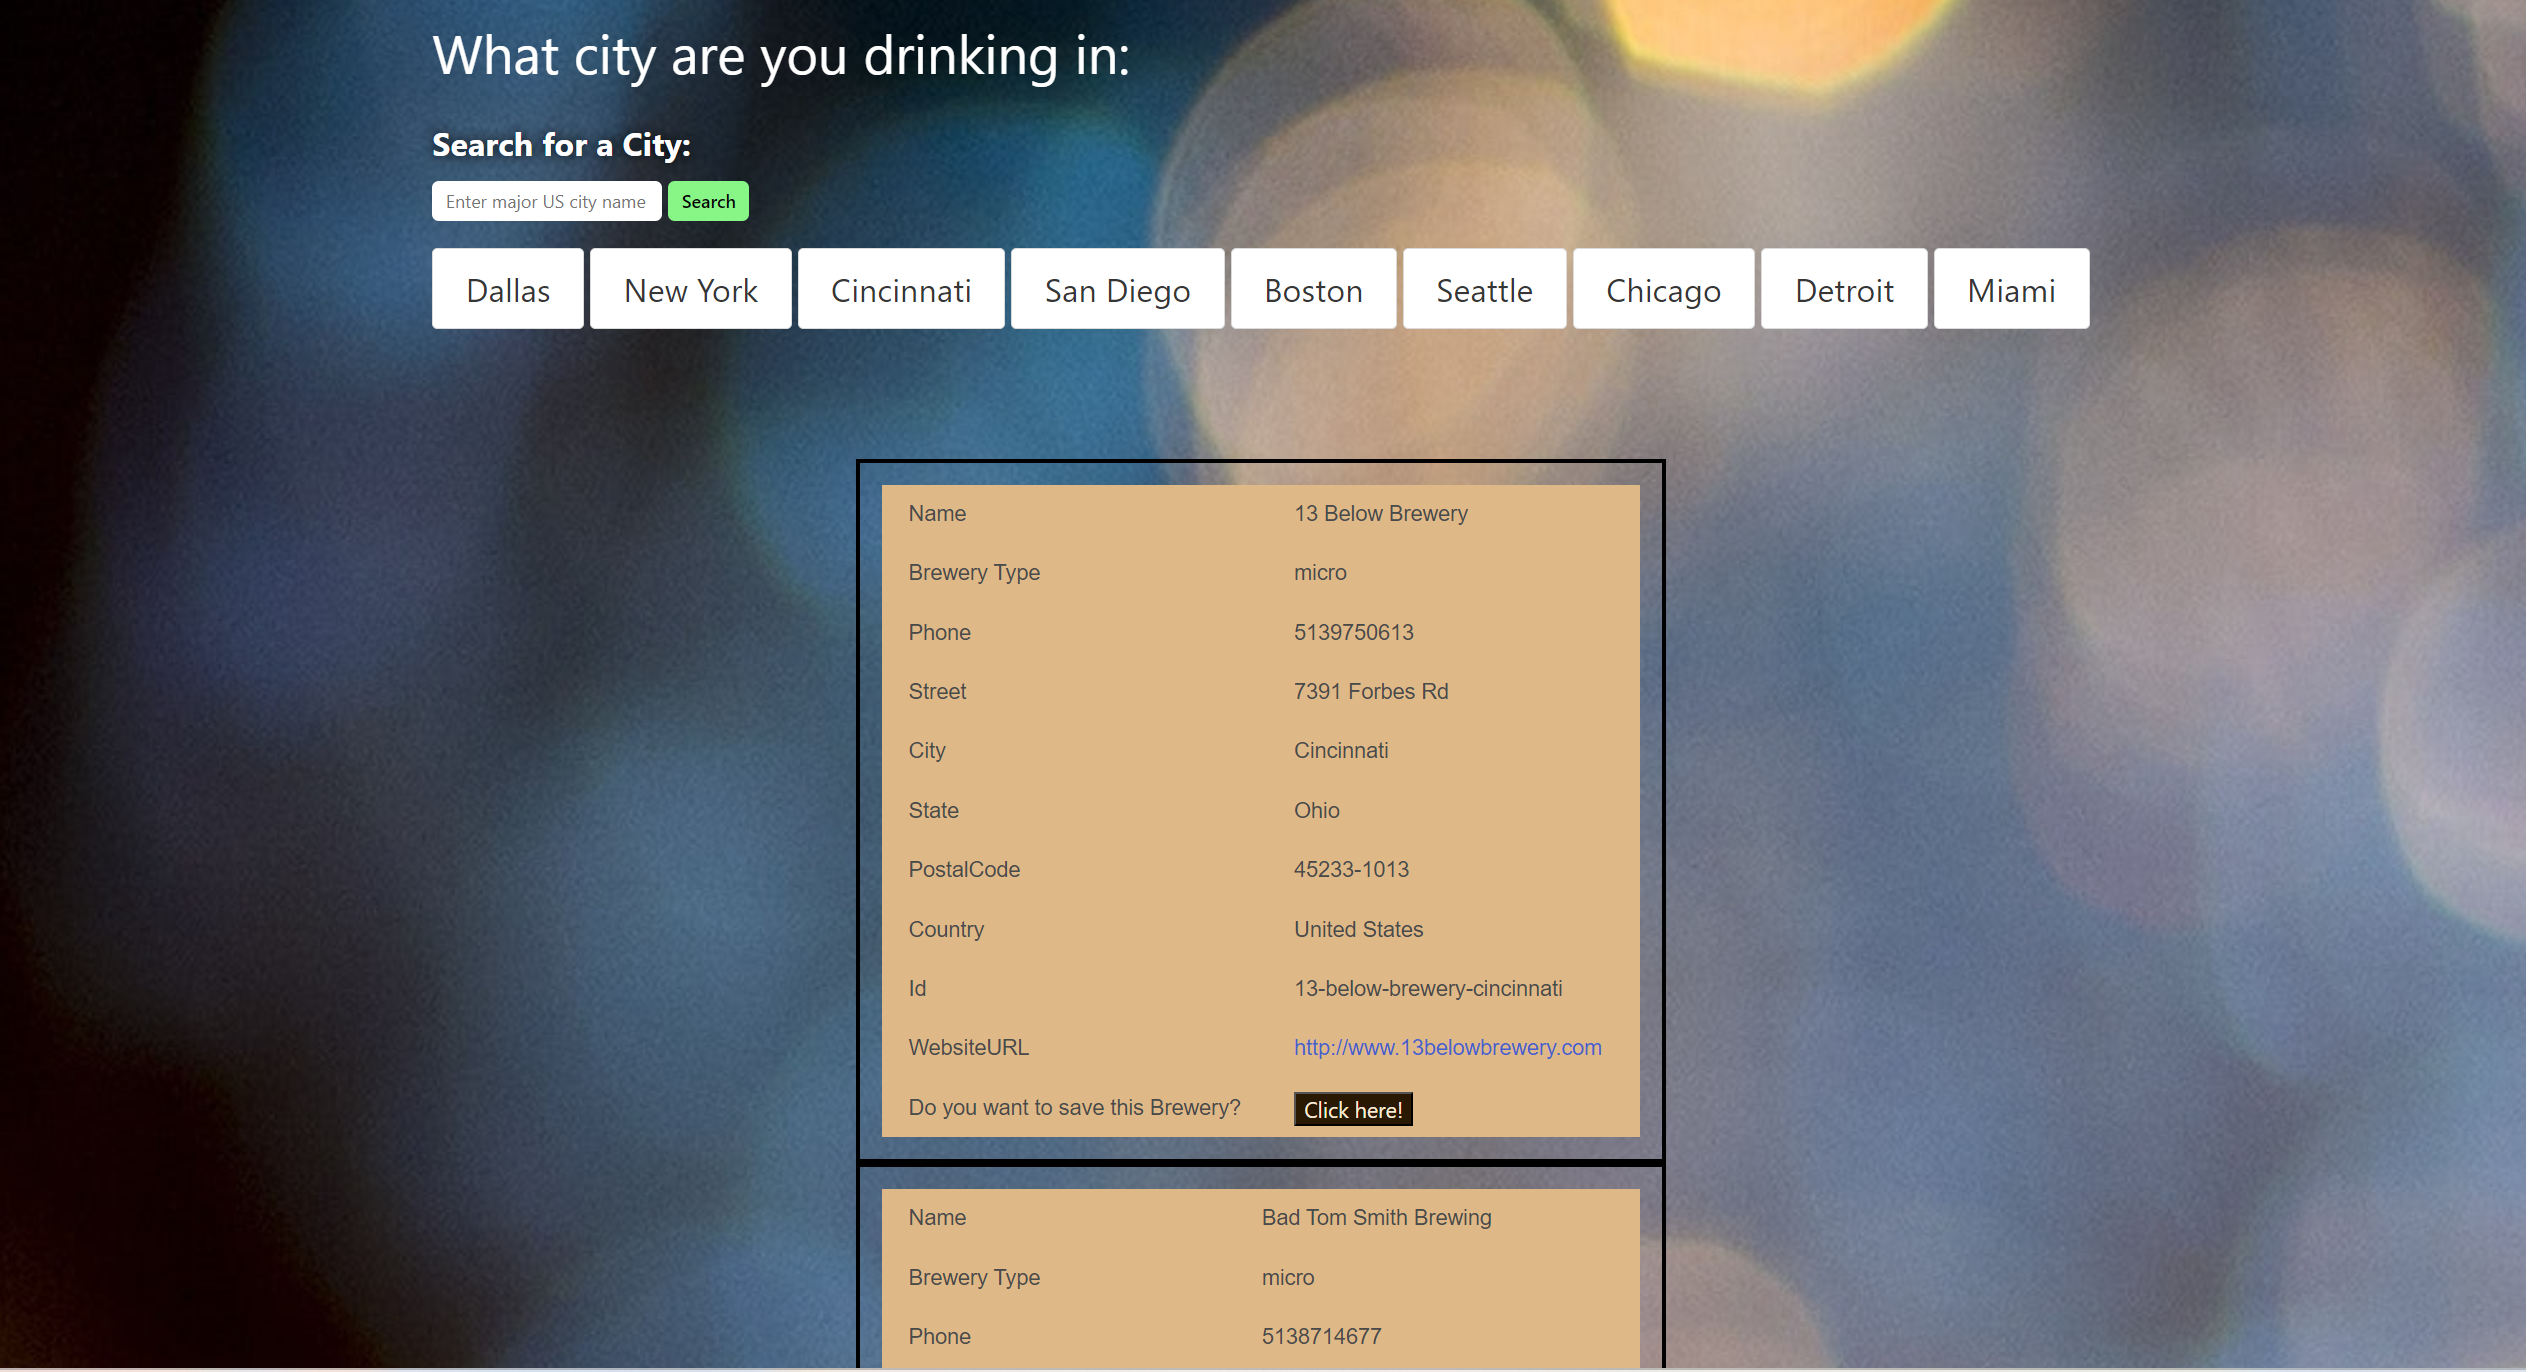 What city are you drinking in:
Search for a City:
Enter major US city name Search
Dallas New York Cincinnati San Diego Boston Seattle Chicago Detroit Miami
Name 13 Below Brewery
Brewery Type micro
Phone 5139750613
Street 7391 Forbes Rd
City Cincinnati
State Ohio
PostalCode 45233-1013
Country United States
Id 13-below-brewery-cincinnati
WebsiteURL http://www.13belowbrewery.com
Do you want to save this Brewery? Click here!
Name Bad Tom Smith Brewing
Brewery Type micro
Phone 5138714677